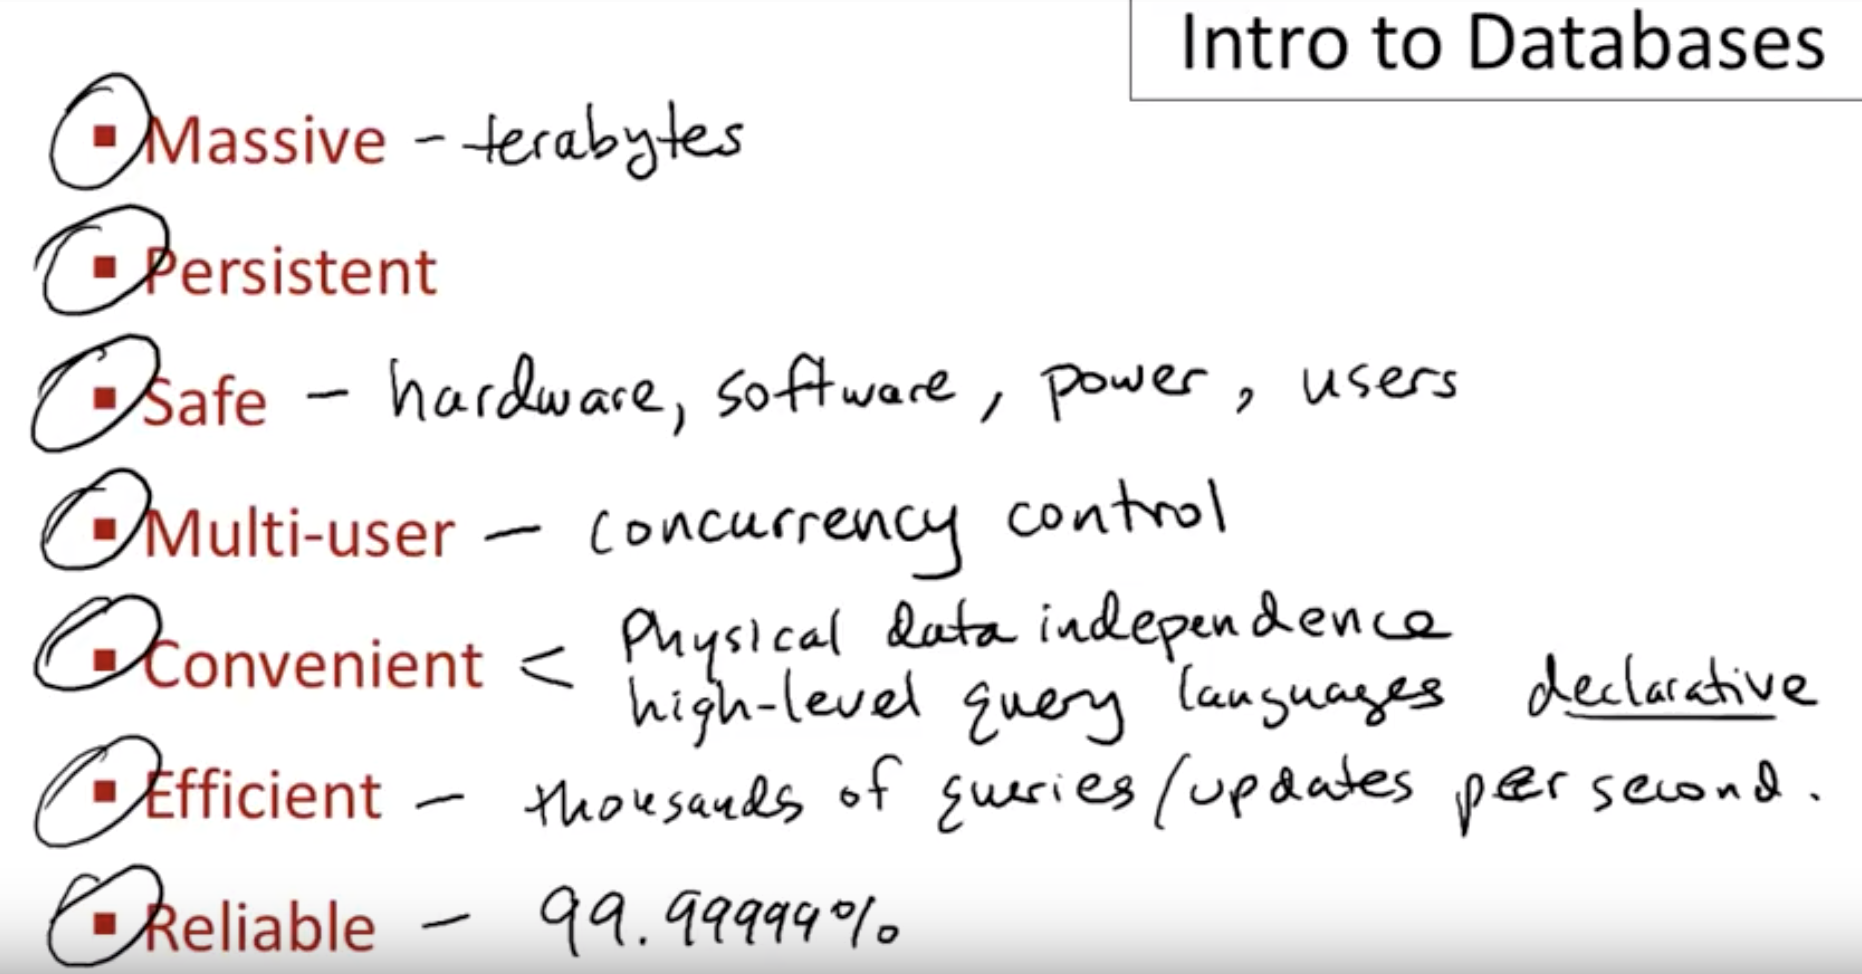 Intro to Databases
Massive - terabytes
Persistent
Safe - hardware, software, power, users
Multi-user - concurrency control
Convenient < Physical data independence
high-level query languages declarative
Efficient - thousands of queries/updates per second.
Reliable - 99.99999%